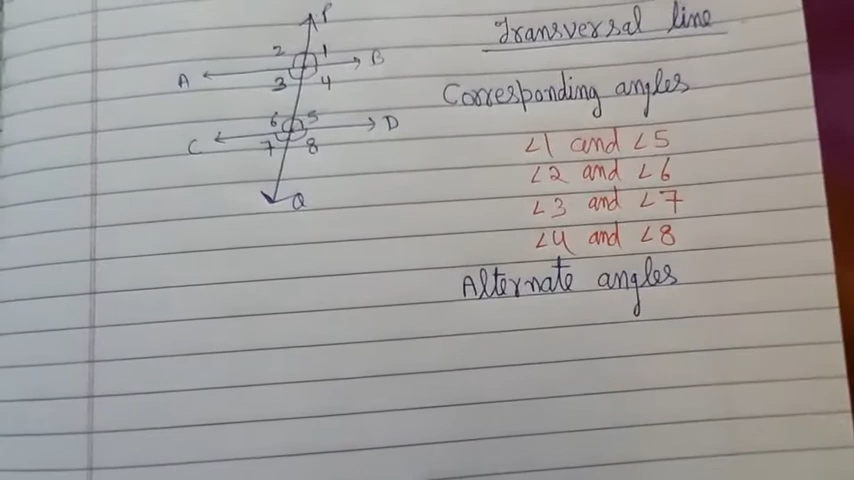 Transversal line
P
2 1
A B
3 4
6 5
C D
7 8
Q
Corresponding angles
∠1 and ∠5
∠2 and ∠6
∠3 and ∠7
∠4 and ∠8
Alternate angles